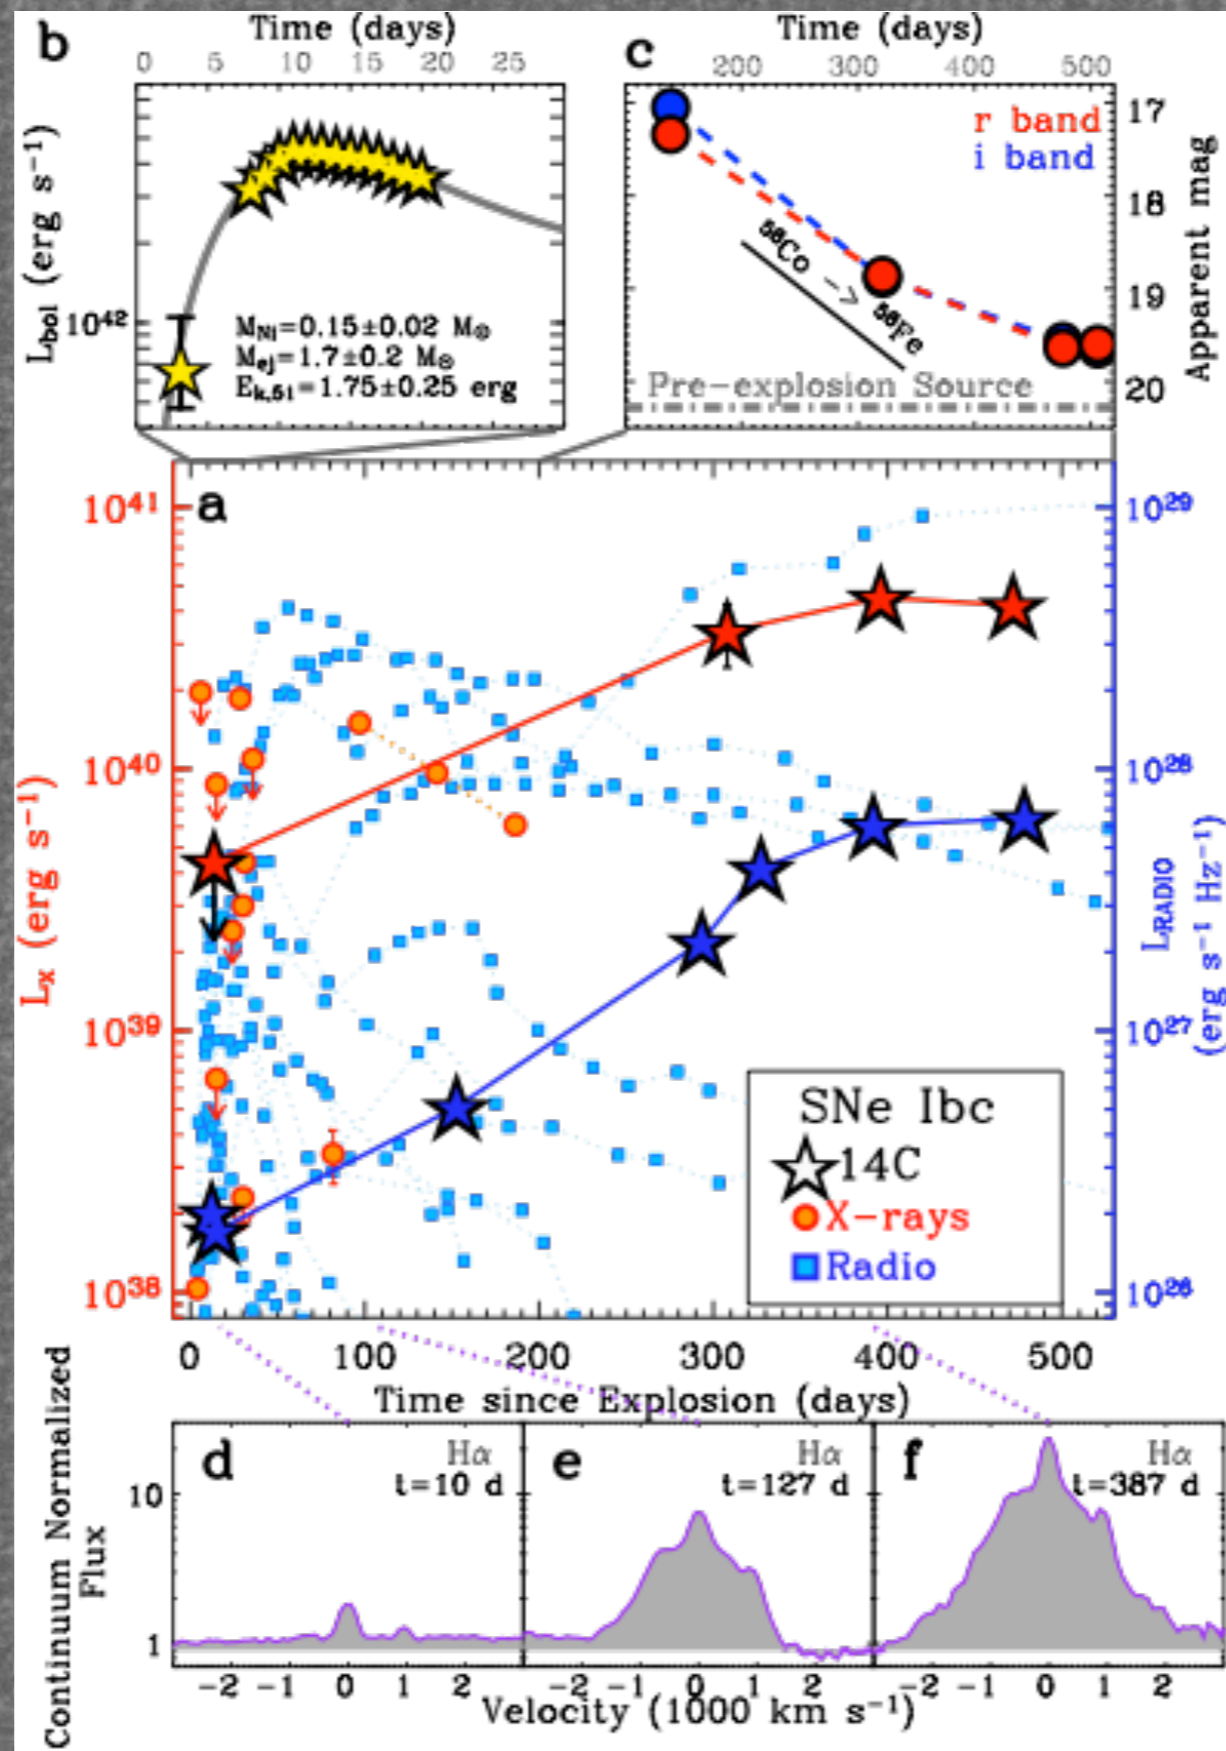 b
Time (days)
0 5 10 15 20 25
L_bol (erg s⁻¹)
10⁴²
M_Ni=0.15±0.02 M⊙
M_ej=1.7±0.2 M⊙
E_k,51=1.75±0.25 erg
c
Time (days)
200 300 400 500
r band
i band
⁵⁶Co -> ⁵⁶Fe
Pre-explosion Source
17
18
19
20
Apparent mag
a
10⁴¹
10⁴⁰
10³⁹
10³⁸
L_X (erg s⁻¹)
10²⁹
10²⁸
10²⁷
10²⁶
L_RADIO
(erg s⁻¹ Hz⁻¹)
SNe Ibc
14C
X-rays
Radio
0 100 200 300 400 500
Time since Explosion (days)
Continuum Normalized
Flux
10
1
d
Hα
t=10 d
e
Hα
t=127 d
f
Hα
t=387 d
-2 -1 0 1 2 -2 -1 0 1 2 -2 -1 0 1 2
Velocity (1000 km s⁻¹)